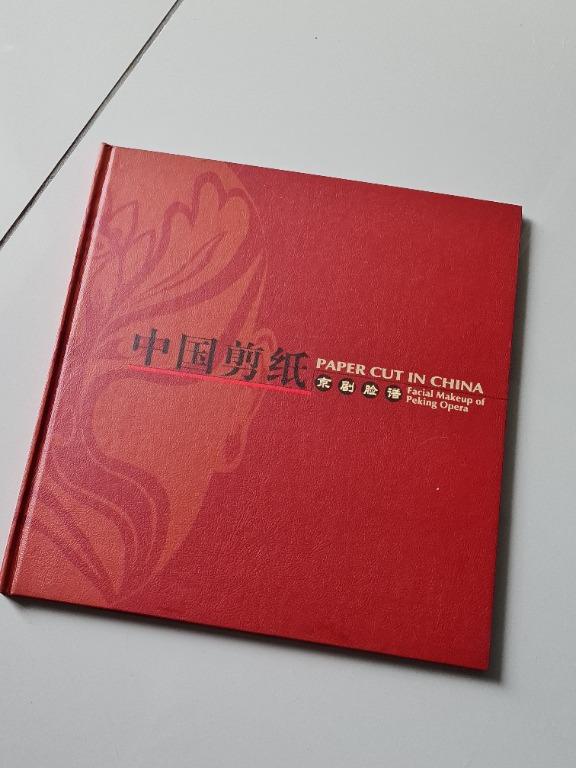 中国剪纸
PAPER CUT IN CHINA
京剧脸谱
Facial Makeup of
Peking Opera